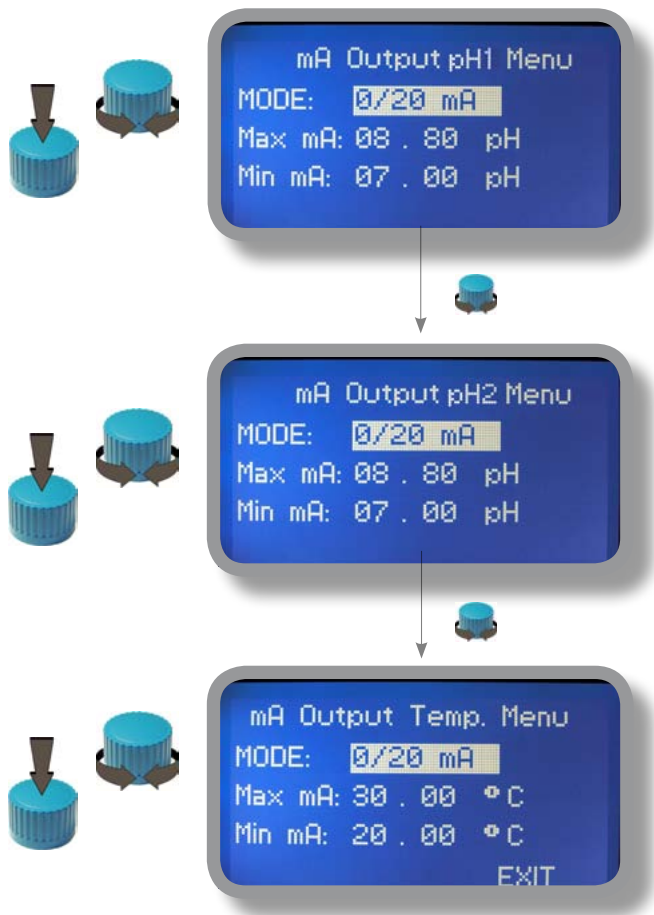 mA Output pH1 Menu
MODE: 0/20 mA
Max mA: 08 . 80 pH
Min mA: 07 . 00 pH
mA Output pH2 Menu
MODE: 0/20 mA
Max mA: 08 . 80 pH
Min mA: 07 . 00 pH
mA Output Temp. Menu
MODE: 0/20 mA
Max mA: 30 . 00 °C
Min mA: 20 . 00 °C
EXIT